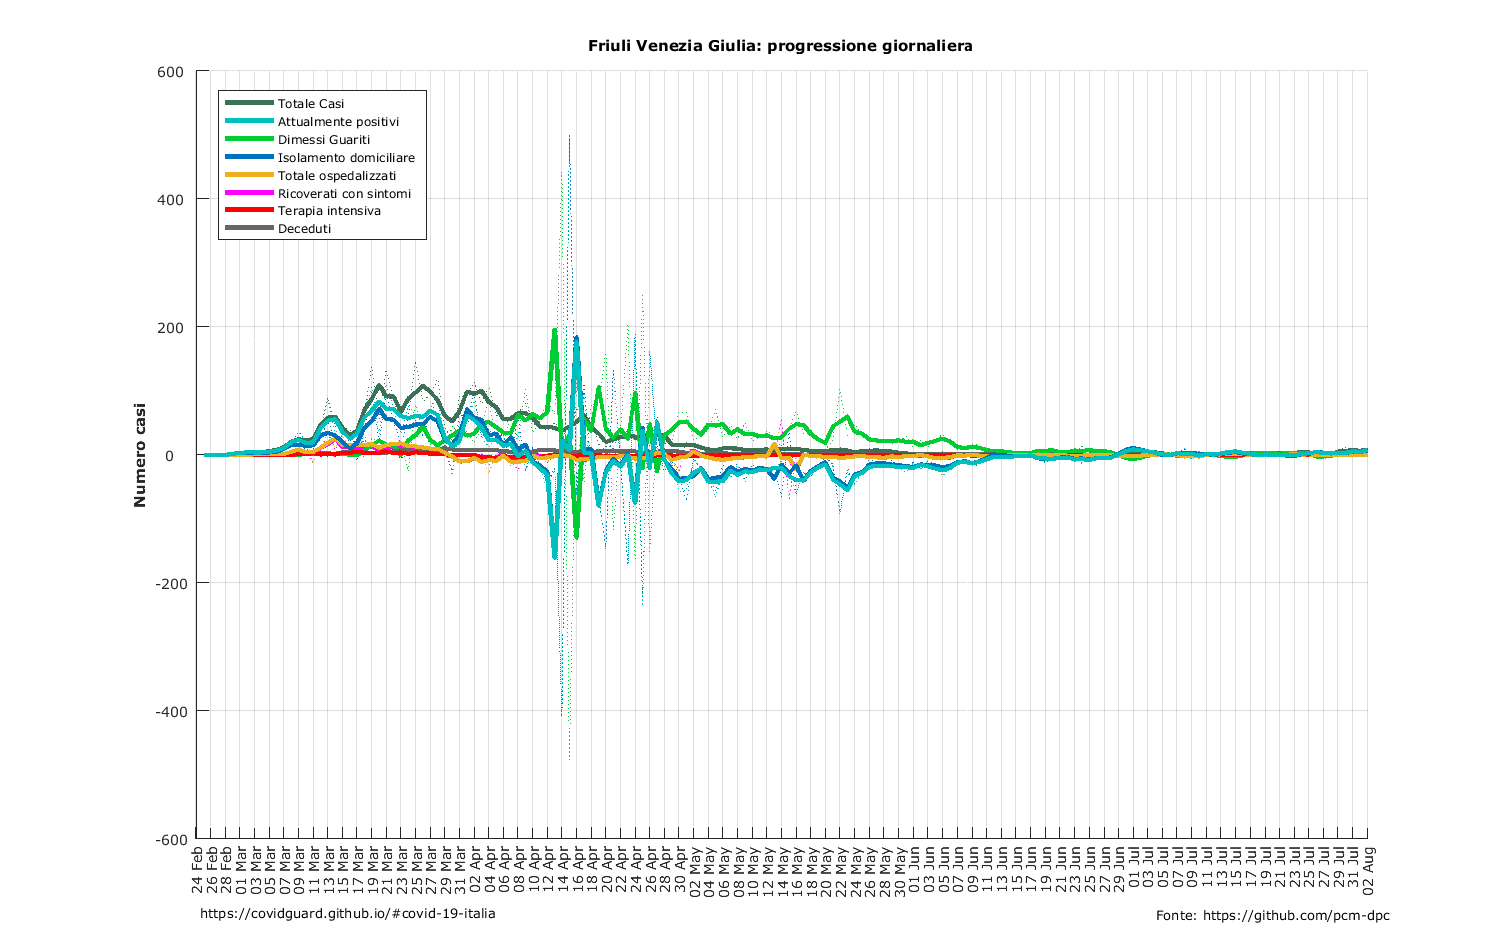 Friuli Venezia Giulia: progressione giornaliera
600
400
200
0
-200
-400
-600
Numero casi
Totale Casi
Attualmente positivi
Dimessi Guariti
Isolamento domiciliare
Totale ospedalizzati
Ricoverati con sintomi
Terapia intensiva
Deceduti
24 Feb
26 Feb
28 Feb
01 Mar
03 Mar
05 Mar
07 Mar
09 Mar
11 Mar
13 Mar
15 Mar
17 Mar
19 Mar
21 Mar
23 Mar
25 Mar
27 Mar
29 Mar
31 Mar
02 Apr
04 Apr
06 Apr
08 Apr
10 Apr
12 Apr
14 Apr
16 Apr
18 Apr
20 Apr
22 Apr
24 Apr
26 Apr
28 Apr
30 Apr
02 May
04 May
06 May
08 May
10 May
12 May
14 May
16 May
18 May
20 May
22 May
24 May
26 May
28 May
30 May
01 Jun
03 Jun
05 Jun
07 Jun
09 Jun
11 Jun
13 Jun
15 Jun
17 Jun
19 Jun
21 Jun
23 Jun
25 Jun
27 Jun
29 Jun
01 Jul
03 Jul
05 Jul
07 Jul
09 Jul
11 Jul
13 Jul
15 Jul
17 Jul
19 Jul
21 Jul
23 Jul
25 Jul
27 Jul
29 Jul
31 Jul
02 Aug
https://covidguard.github.io/#covid-19-italia
Fonte: https://github.com/pcm-dpc